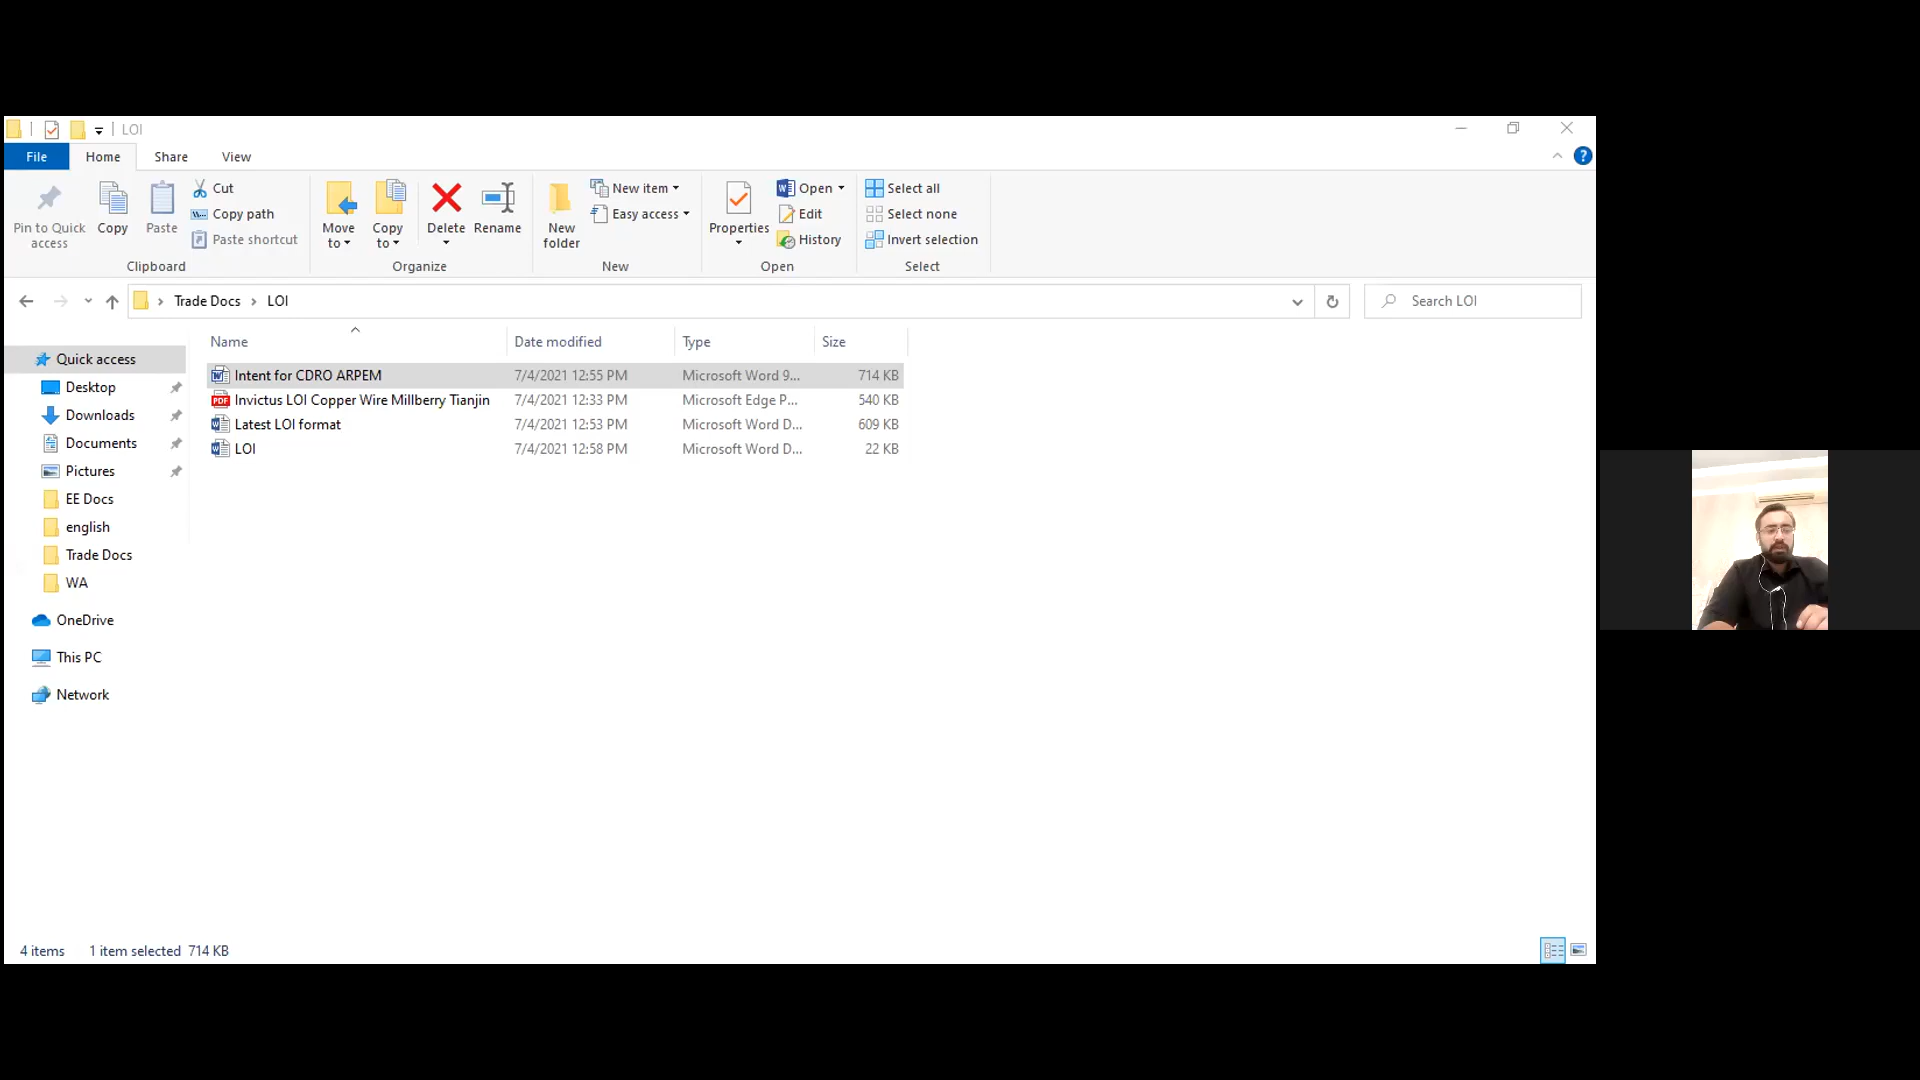 LOI
File Home Share View
Pin to Quick access
Copy
Paste
Cut
Copy path
Paste shortcut
Clipboard
Move to
Copy to
Delete
Rename
Organize
New folder
New item
Easy access
New
Properties
Open
Edit
History
Open
Select all
Select none
Invert selection
Select
Trade Docs LOI
Search LOI
Name Date modified Type Size
Intent for CDRO ARPEM 7/4/2021 12:55 PM Microsoft Word 9... 714 KB
PDF Invictus LOI Copper Wire Millberry Tianjin 7/4/2021 12:33 PM Microsoft Edge P... 540 KB
Latest LOI format 7/4/2021 12:53 PM Microsoft Word D... 609 KB
LOI 7/4/2021 12:58 PM Microsoft Word D... 22 KB
Quick access
Desktop
Downloads
Documents
Pictures
EE Docs
english
Trade Docs
WA
OneDrive
This PC
Network
4 items 1 item selected 714 KB